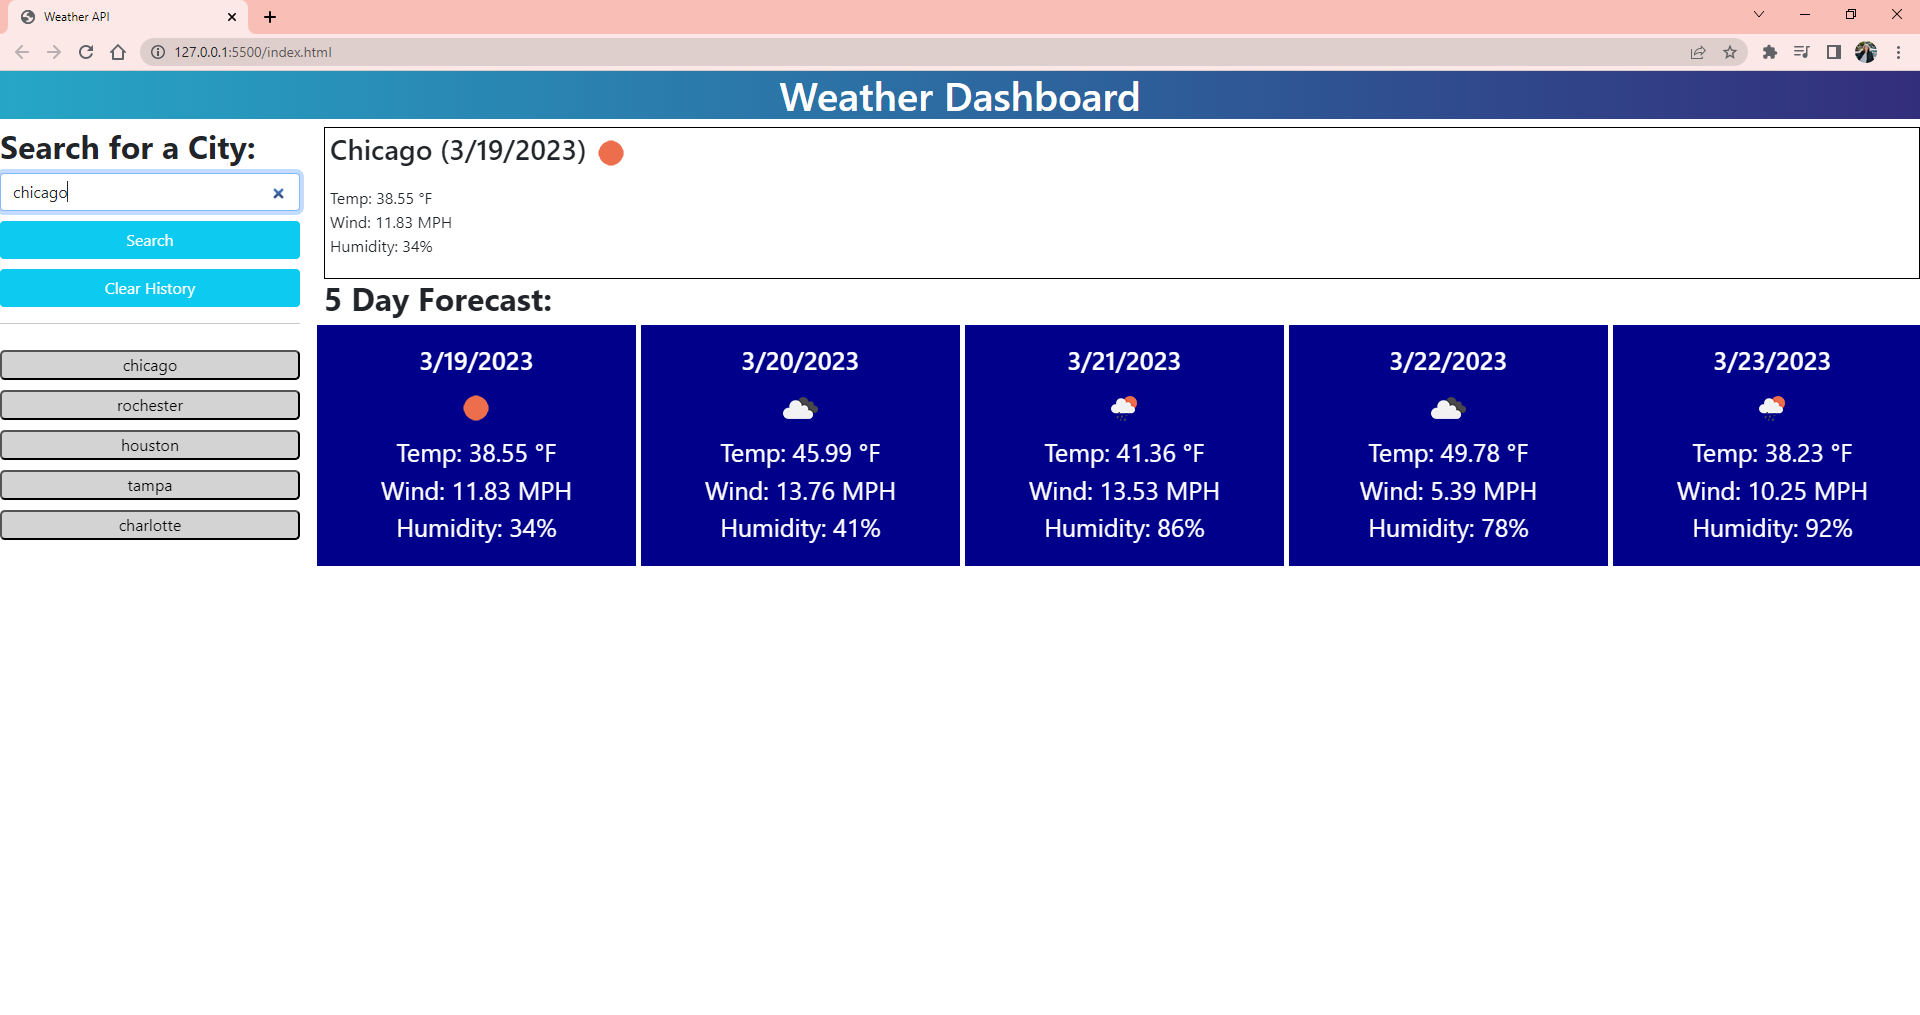 Weather API
127.0.0.1:5500/index.html
Weather Dashboard
Search for a City:
chicago
Search
Clear History
chicago
rochester
houston
tampa
charlotte
Chicago (3/19/2023)
Temp: 38.55 °F
Wind: 11.83 MPH
Humidity: 34%
5 Day Forecast:
3/19/2023
Temp: 38.55 °F
Wind: 11.83 MPH
Humidity: 34%
3/20/2023
Temp: 45.99 °F
Wind: 13.76 MPH
Humidity: 41%
3/21/2023
Temp: 41.36 °F
Wind: 13.53 MPH
Humidity: 86%
3/22/2023
Temp: 49.78 °F
Wind: 5.39 MPH
Humidity: 78%
3/23/2023
Temp: 38.23 °F
Wind: 10.25 MPH
Humidity: 92%